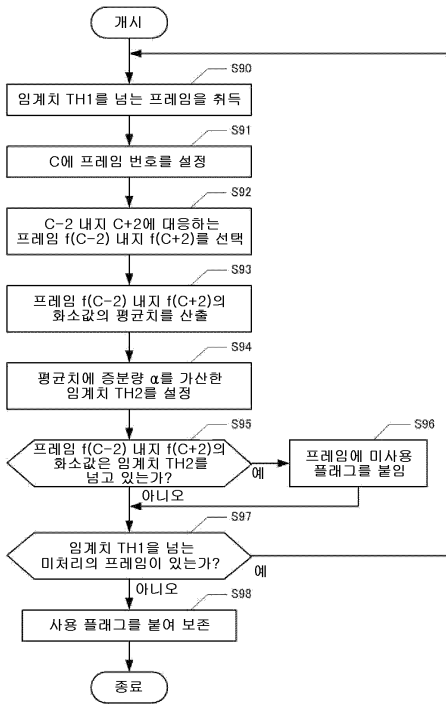 개시
S90
임계치 TH1를 넘는 프레임을 취득
S91
C에 프레임 번호를 설정
S92
C-2 내지 C+2에 대응하는
프레임 f(C-2) 내지 f(C+2)를 선택
S93
프레임 f(C-2) 내지 f(C+2)의
화소값의 평균치를 산출
S94
평균치에 증분량 α를 가산한
임계치 TH2를 설정
S95
프레임 f(C-2) 내지 f(C+2)의
화소값은 임계치 TH2를
넘고 있는가?
예
아니오
S96
프레임에 미사용
플래그를 붙임
S97
임계치 TH1을 넘는
미처리의 프레임이 있는가?
예
아니오
S98
사용 플래그를 붙여 보존
종료